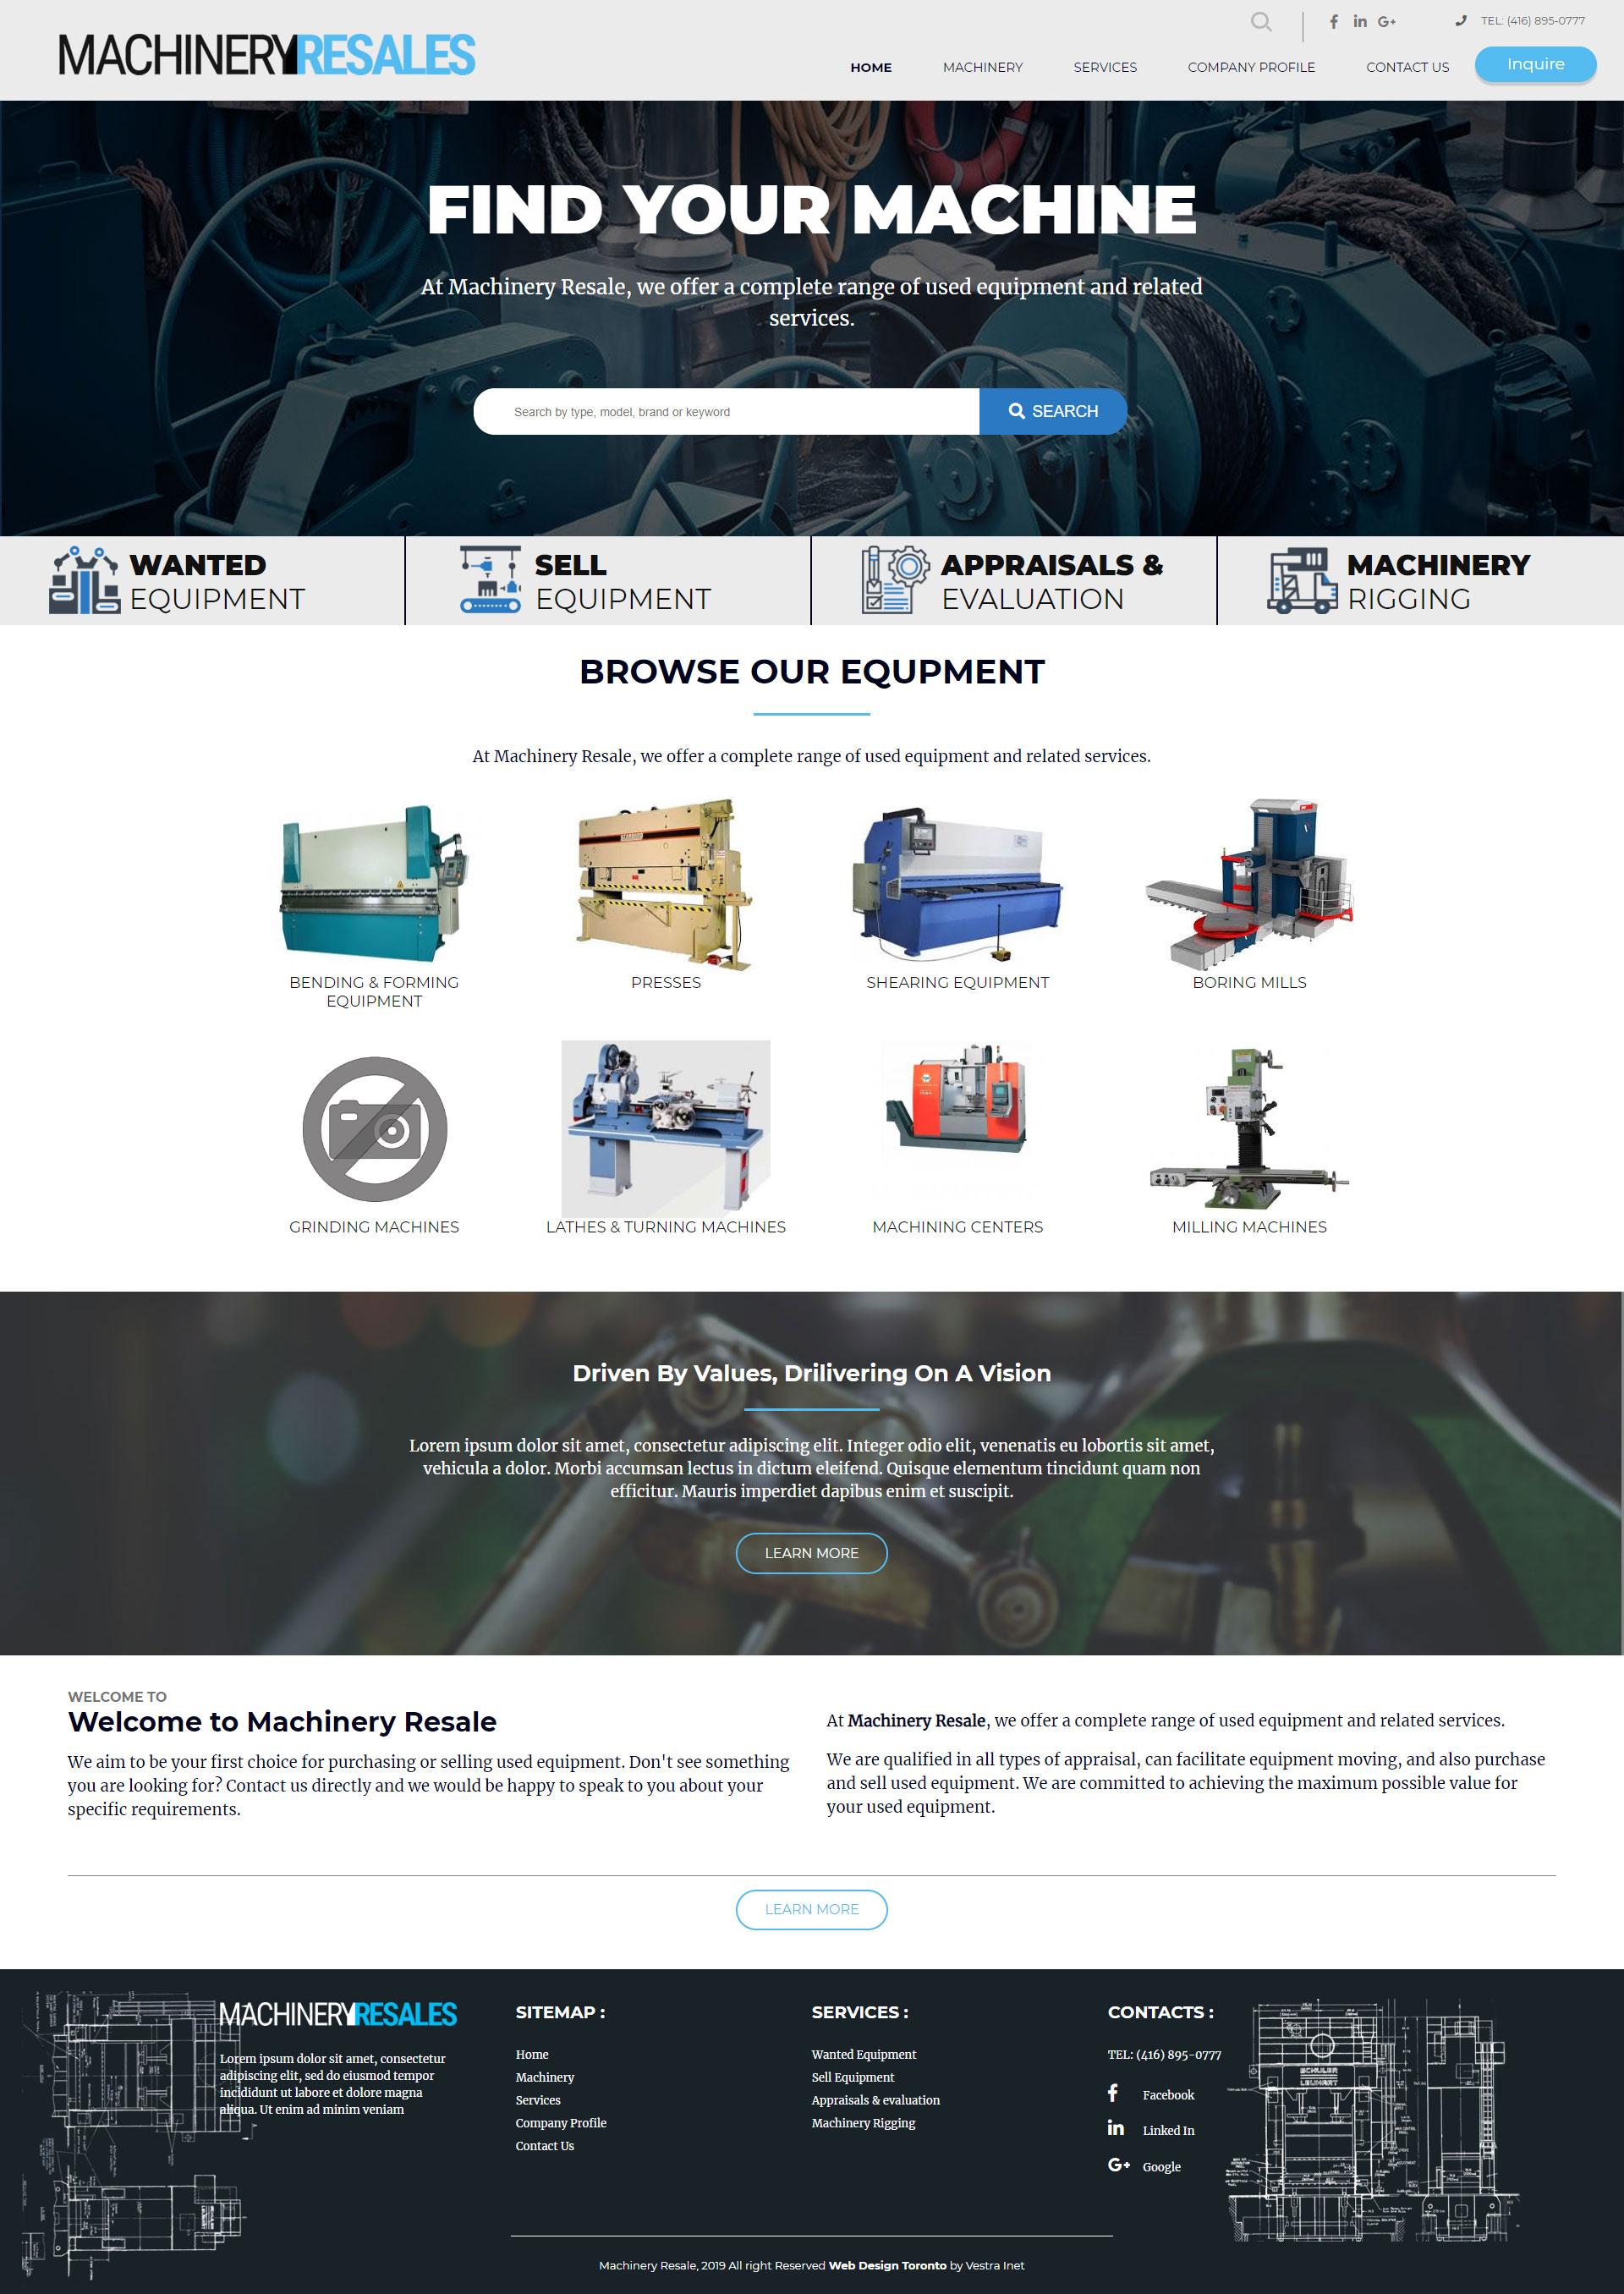 TEL: (416) 895-0777
MACHINERYRESALES
HOME
MACHINERY
SERVICES
COMPANY PROFILE
CONTACT US
Inquire
FIND YOUR MACHINE
At Machinery Resale, we offer a complete range of used equipment and related
services.
Search by type, model, brand or keyword
SEARCH
WANTED
EQUIPMENT
SELL
EQUIPMENT
APPRAISALS &
EVALUATION
MACHINERY
RIGGING
BROWSE OUR EQUPMENT
At Machinery Resale, we offer a complete range of used equipment and related services.
BENDING & FORMING
EQUIPMENT
PRESSES
SHEARING EQUIPMENT
BORING MILLS
GRINDING MACHINES
LATHES & TURNING MACHINES
MACHINING CENTERS
MILLING MACHINES
Driven By Values, Drilivering On A Vision
Lorem ipsum dolor sit amet, consectetur adipiscing elit. Integer odio elit, venenatis eu lobortis sit amet,
vehicula a dolor. Morbi accumsan lectus in dictum eleifend. Quisque elementum tincidunt quam non
efficitur. Mauris imperdiet dapibus enim et suscipit.
LEARN MORE
WELCOME TO
Welcome to Machinery Resale
We aim to be your first choice for purchasing or selling used equipment. Don't see something
you are looking for? Contact us directly and we would be happy to speak to you about your
specific requirements.
At Machinery Resale, we offer a complete range of used equipment and related services.
We are qualified in all types of appraisal, can facilitate equipment moving, and also purchase
and sell used equipment. We are committed to achieving the maximum possible value for
your used equipment.
LEARN MORE
MACHINERYRESALES
Lorem ipsum dolor sit amet, consectetur
adipiscing elit, sed do eiusmod tempor
incididunt ut labore et dolore magna
aliqua. Ut enim ad minim veniam
SITEMAP :
Home
Machinery
Services
Company Profile
Contact Us
SERVICES :
Wanted Equipment
Sell Equipment
Appraisals & evaluation
Machinery Rigging
CONTACTS :
TEL: (416) 895-0777
Facebook
Linked In
Google
SCHULER
Machinery Resale, 2019 All right Reserved Web Design Toronto by Vestra Inet